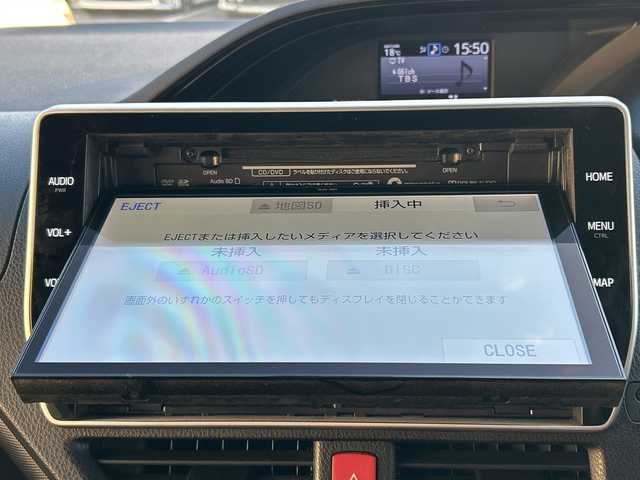 18℃
15:50
TV
051ch
TBS
AUDIO
PWR
VOL+
HOME
MENU
CTRL
MAP
OPEN
CD/DVD
OPEN
Audio SD
EJECT
地図SD
挿入中
EJECTまたは挿入したいメディアを選択してください
未挿入
未挿入
AudioSD
DISC
画面外のいずれかのスイッチを押してもディスプレイを閉じることができます
CLOSE